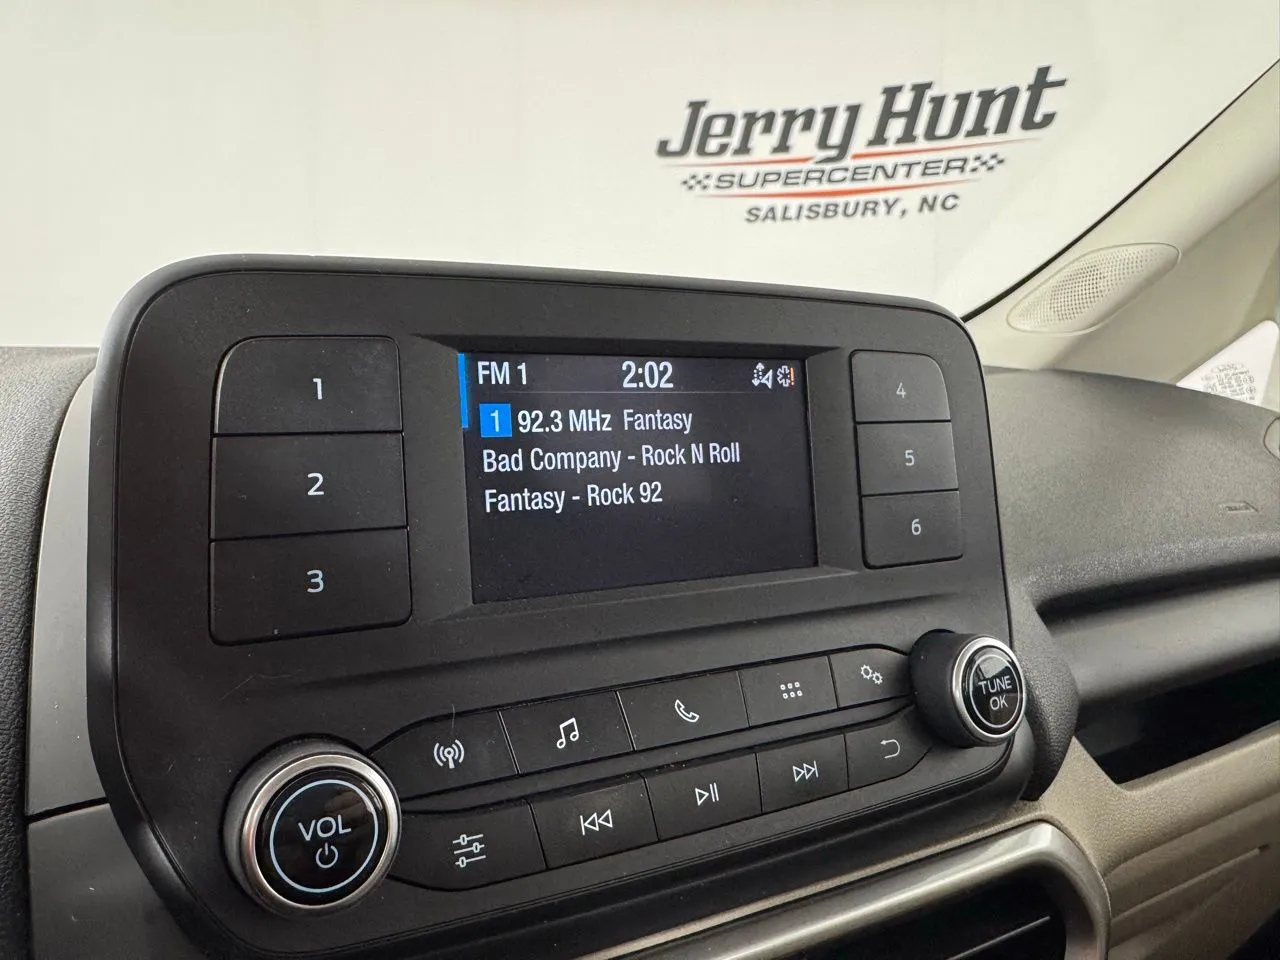 Jerry Hunt
SUPERCENTER
SALISBURY, NC
FM 1 2:02
1 92.3 MHz Fantasy
Bad Company - Rock N Roll
Fantasy - Rock 92
1
2
3
4
5
6
VOL
TUNE
OK